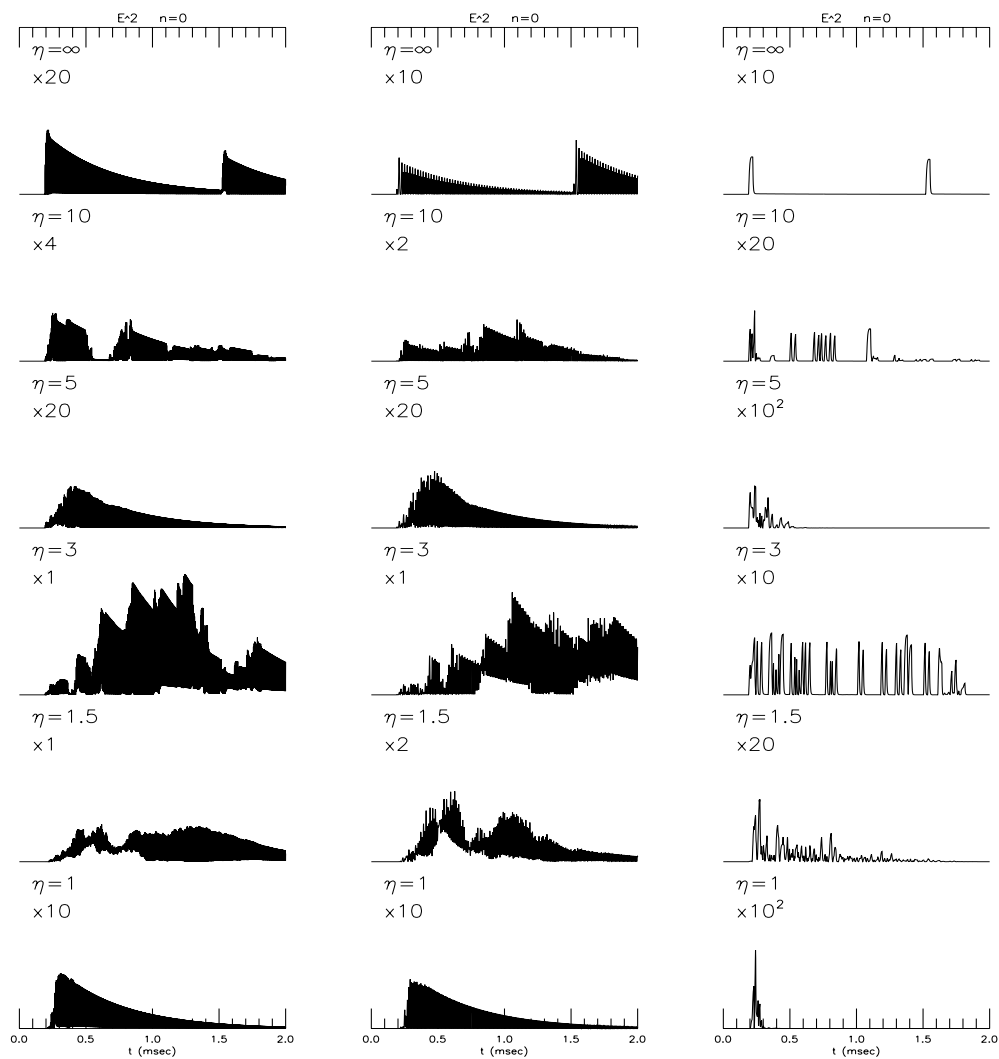 E^2 n=0 E^2 n=0 E^2 n=0
η=∞ η=∞ η=∞
×20 ×10 ×10
η=10 η=10 η=10
×4 ×2 ×20
η=5 η=5 η=5
×20 ×20 ×10²
η=3 η=3 η=3
×1 ×1 ×10
η=1.5 η=1.5 η=1.5
×1 ×2 ×20
η=1 η=1 η=1
×10 ×10 ×10²
0.0 0.5 1.0 1.5 2.0 0.0 0.5 1.0 1.5 2.0 0.0 0.5 1.0 1.5 2.0
t (msec) t (msec) t (msec)